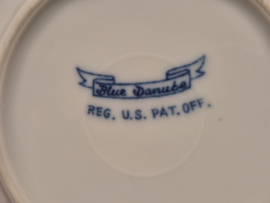 Blue Danube
REG. U.S. PAT. OFF.